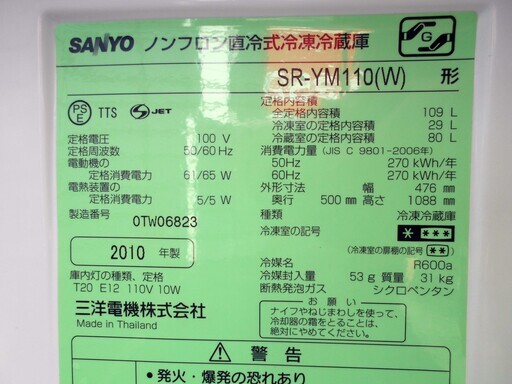 SANYO ノンフロン直冷式冷凍冷蔵庫
G
SR-YM110(W) 形
PS E TTS S-JET
定格電圧 100 V
定格周波数 50/60 Hz
電動機の
定格消費電力 61/65 W
電熱装置の
定格消費電力 5/5 W
製造番号 0TW06823
2010 年製
庫内灯の種類、定格
T20 E12 110V 10W
三洋電機株式会社
Made in Thailand
定格内容積
全定格内容積 109 L
冷凍室の定格内容積 29 L
冷蔵室の定格内容積 80 L
消費電力量 (JIS C 9801-2006年)
50Hz 270 kWh/年
60Hz 270 kWh/年
外形寸法 幅 476 mm
奥行 500 mm 高さ 1088 mm
種類 冷凍冷蔵庫
冷凍室の記号 * ***
(冷凍室の扉棚の記号 **)
冷媒名 R600a
冷媒封入量 53 g 質量 31 kg
断熱発泡ガス シクロペンタン
お願い
ナイフやねじまわしを使って、
冷却器の霜をとることは、
絶対にやめてください。
⚠ 警告
・発火・爆発の恐れあり